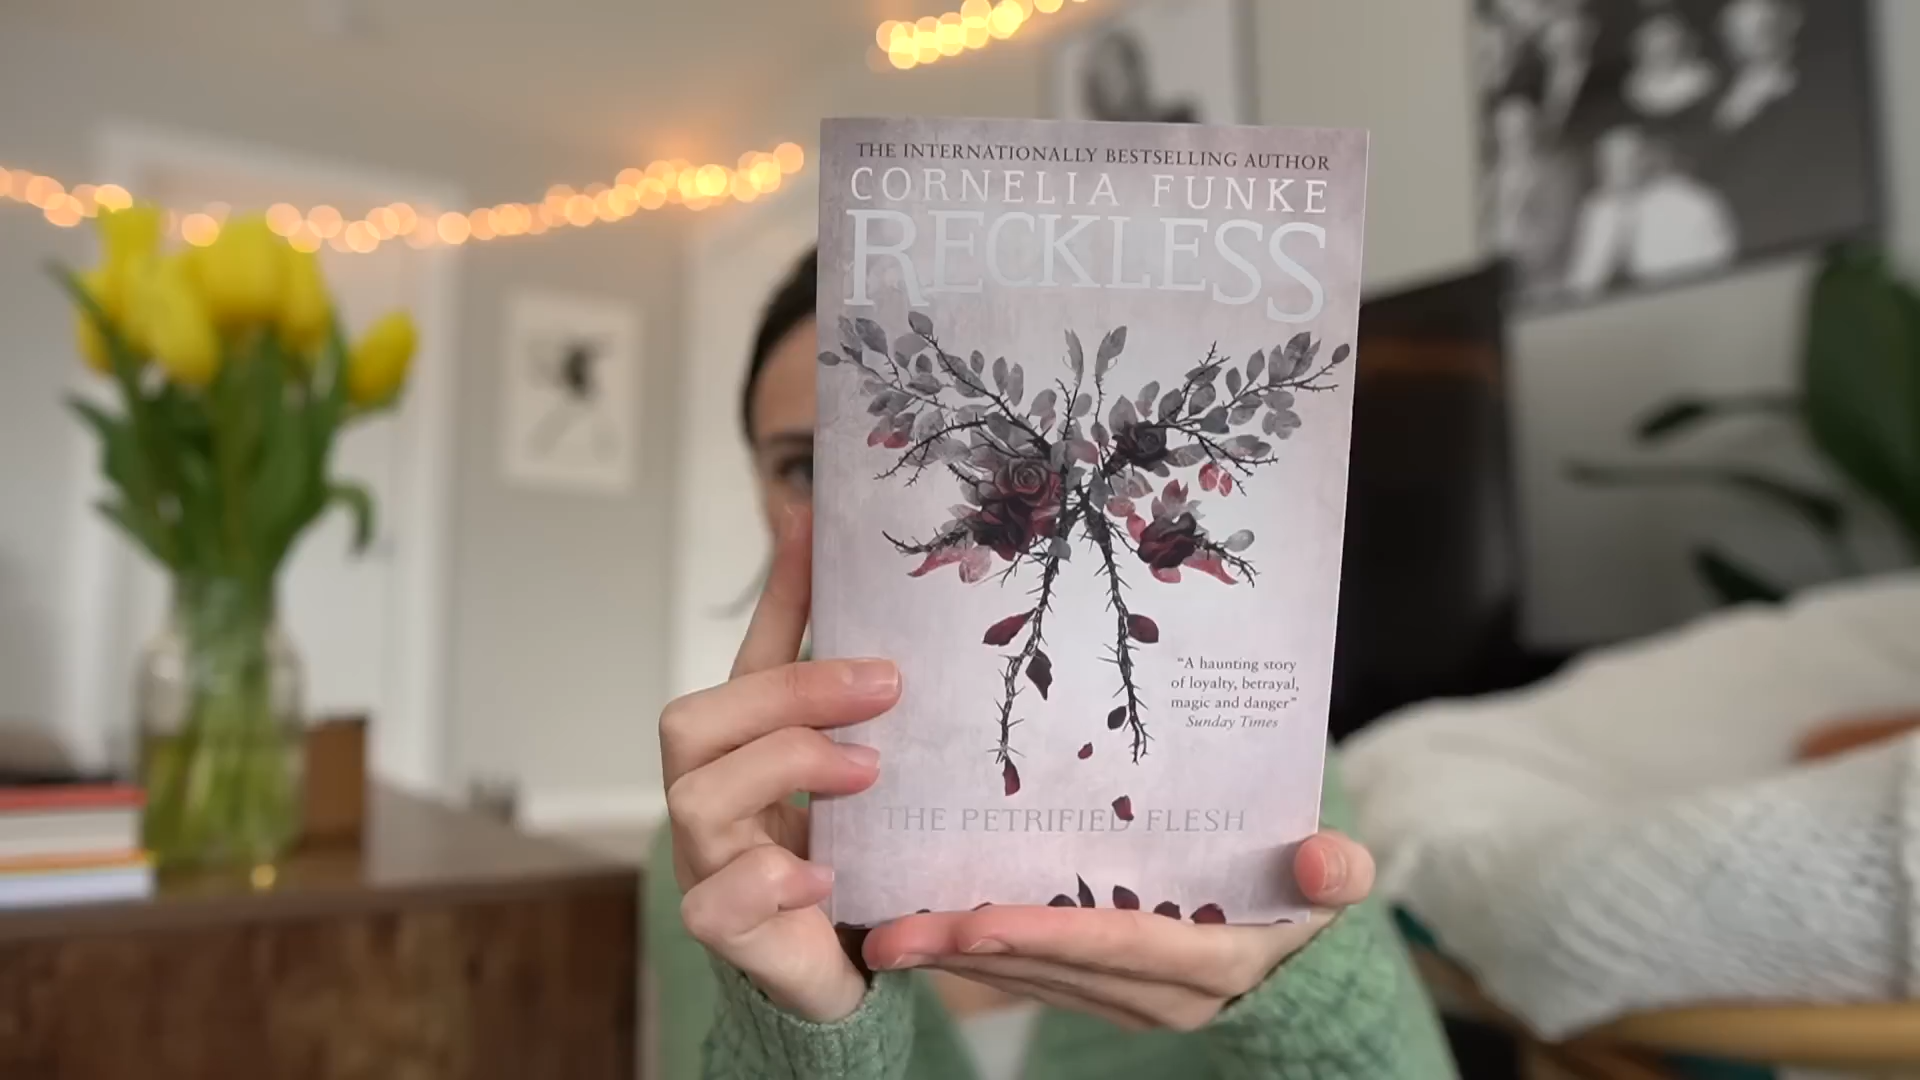 THE INTERNATIONALLY BESTSELLING AUTHOR
CORNELIA FUNKE
RECKLESS
"A haunting story
of loyalty, betrayal,
magic and danger"
Sunday Times
THE PETRIFIED FLESH